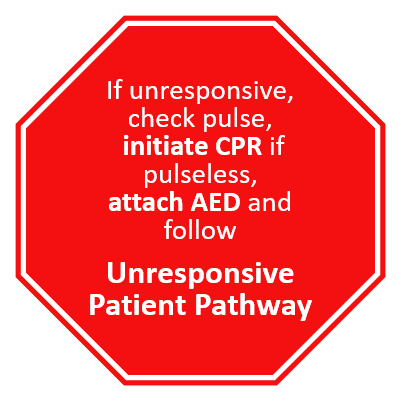 If unresponsive,
check pulse,
initiate CPR if
pulseless,
attach AED and
follow
Unresponsive
Patient Pathway